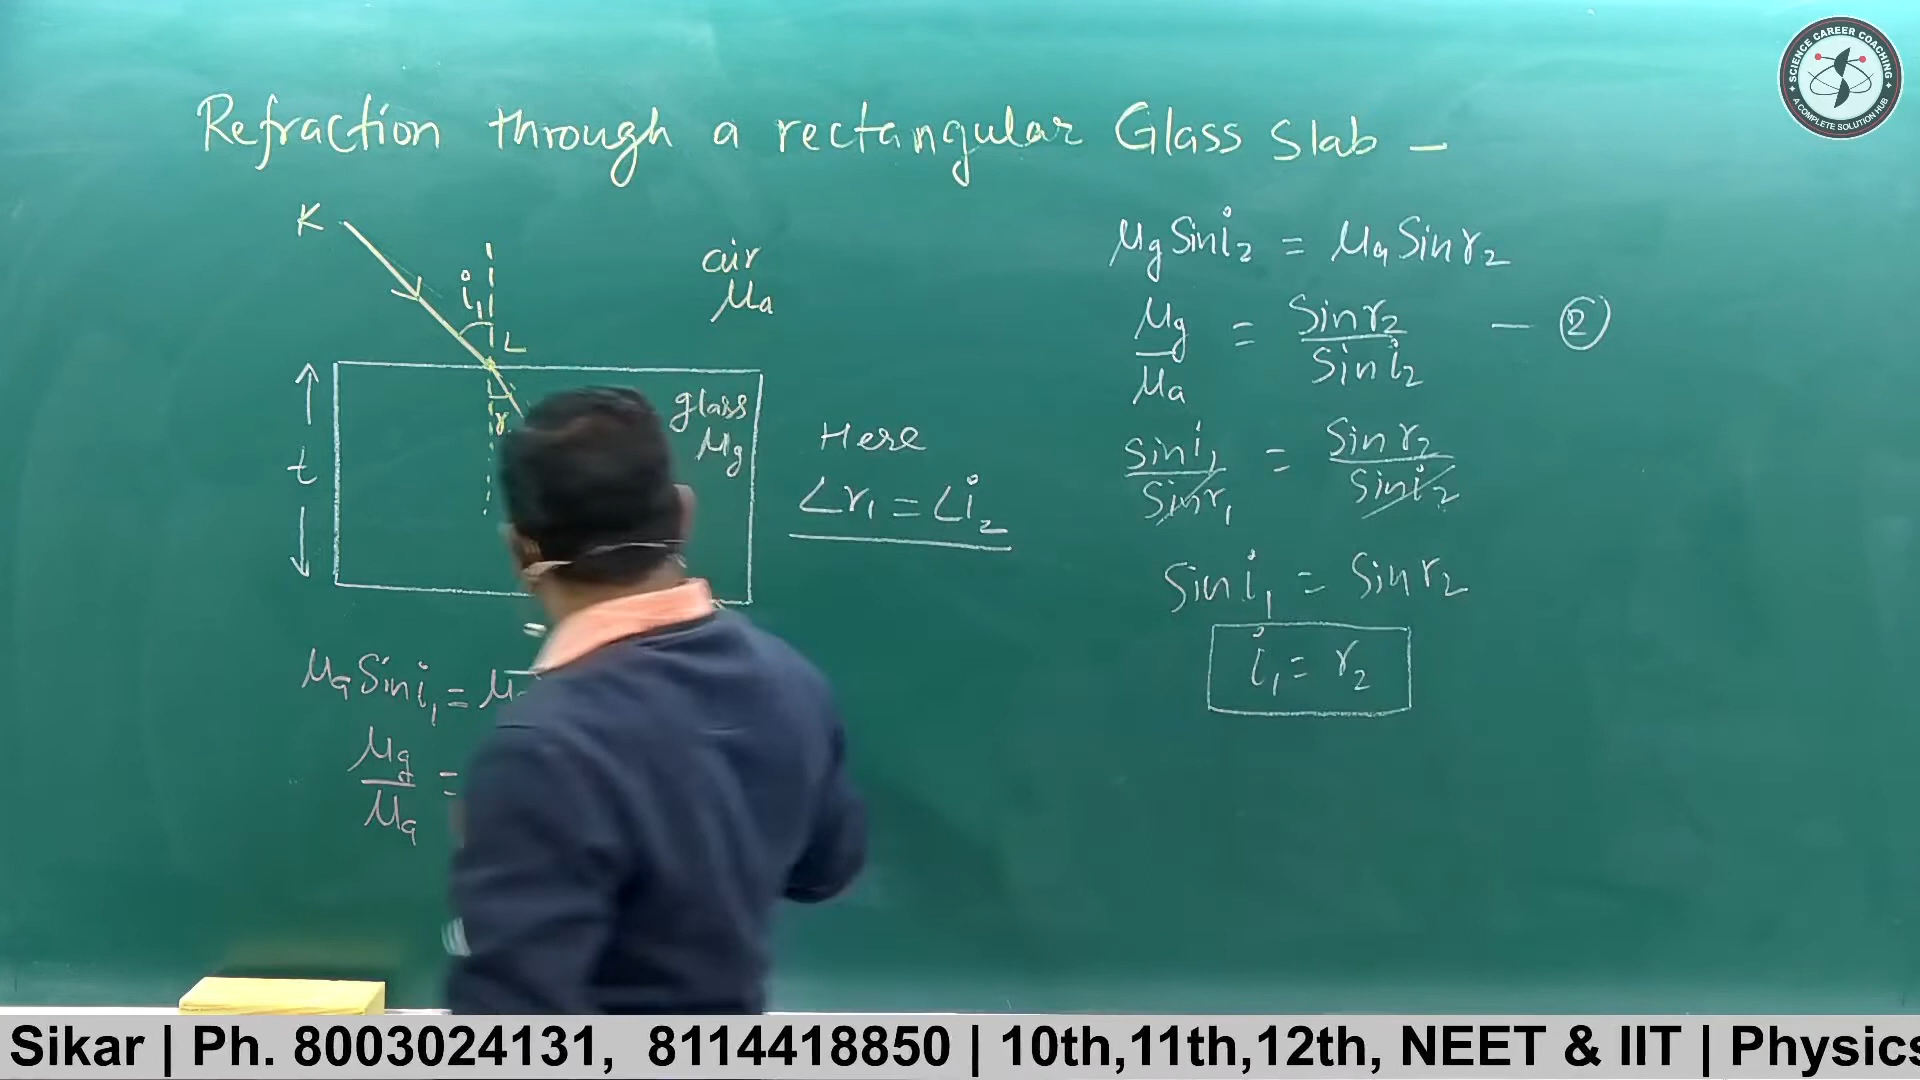 Refraction through a rectangular Glass Slab –
K
i₁
L
air
μa
t
r
glass
μg
Here
∠r₁ = ∠i₂
μa Sin i₁ = μ
μg
μa
=
μg Sin i₂ = μa Sin r₂
μg/μa = Sin r₂/Sin i₂ – ②
Sin i₁/Sin r₁ = Sin r₂/Sin i₂
Sin i₁ = Sin r₂
i₁ = r₂
SCIENCE CAREER COACHING
A COMPLETE SOLUTION HUB
Sikar | Ph. 8003024131, 8114418850 | 10th,11th,12th, NEET & IIT | Physics